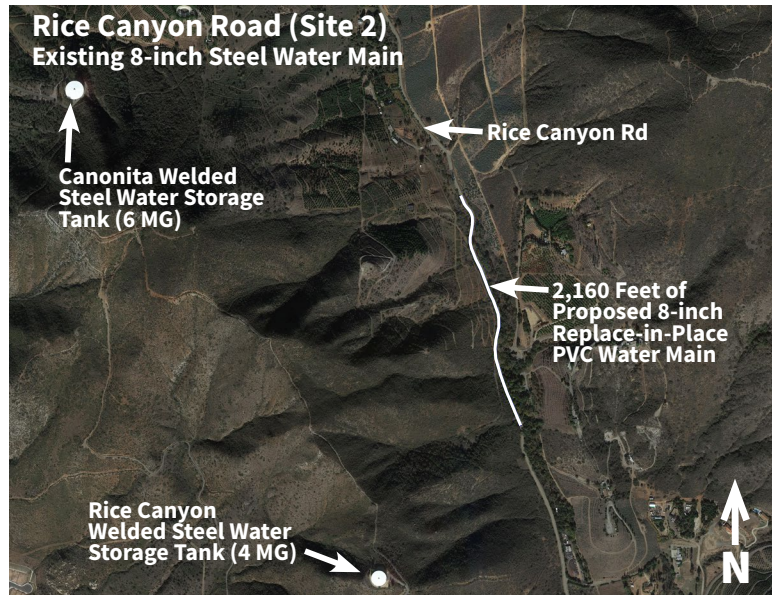 Rice Canyon Road (Site 2)
Existing 8-inch Steel Water Main
Rice Canyon Rd
Canonita Welded
Steel Water Storage
Tank (6 MG)
2,160 Feet of
Proposed 8-inch
Replace-in-Place
PVC Water Main
Rice Canyon
Welded Steel Water
Storage Tank (4 MG)
N